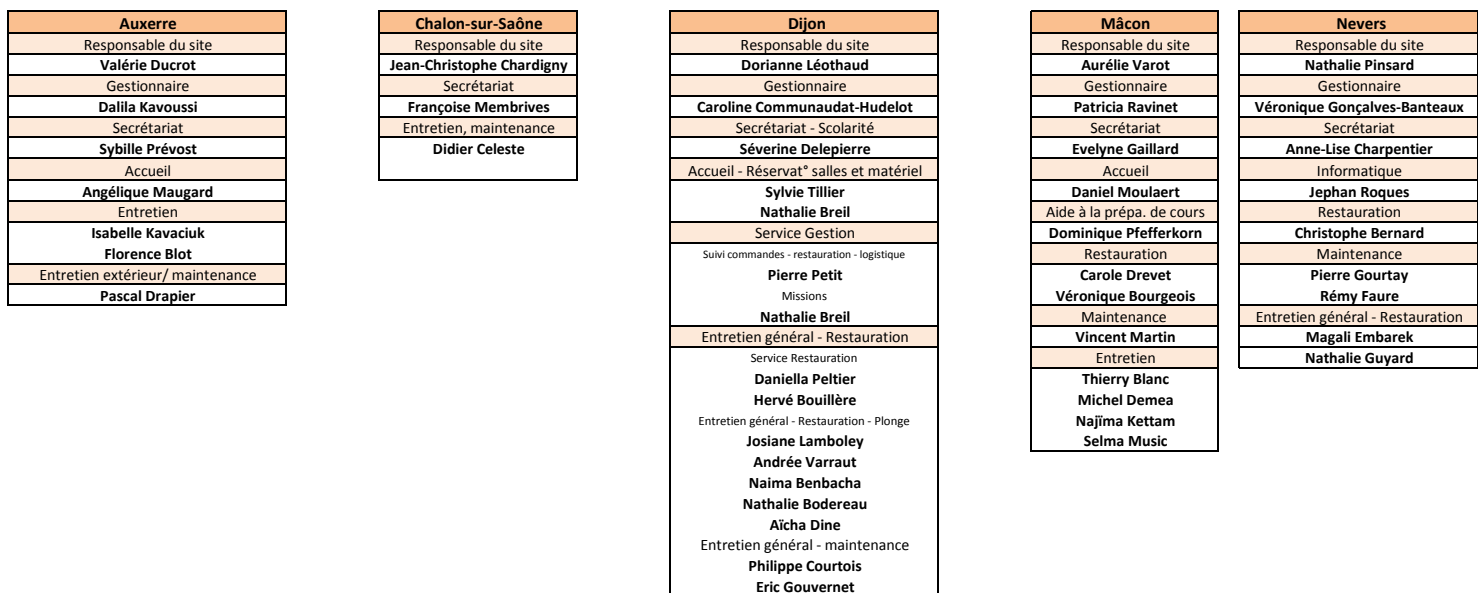 Auxerre
Responsable du site
Valérie Ducrot
Gestionnaire
Dalila Kavoussi
Secrétariat
Sybille Prévost
Accueil
Angélique Maugard
Entretien
Isabelle Kavaciuk
Florence Blot
Entretien extérieur/ maintenance
Pascal Drapier
Chalon-sur-Saône
Responsable du site
Jean-Christophe Chardigny
Secrétariat
Françoise Membrives
Entretien, maintenance
Didier Celeste
Dijon
Responsable du site
Dorianne Léothaud
Gestionnaire
Caroline Communaudat-Hudelot
Secrétariat - Scolarité
Séverine Delepierre
Accueil - Réservat° salles et matériel
Sylvie Tillier
Nathalie Breil
Service Gestion
Suivi commandes - restauration - logistique
Pierre Petit
Missions
Nathalie Breil
Entretien général - Restauration
Service Restauration
Daniella Peltier
Hervé Bouillère
Entretien général - Restauration - Plonge
Josiane Lamboley
Andrée Varraut
Naima Benbacha
Nathalie Bodereau
Aïcha Dine
Entretien général - maintenance
Philippe Courtois
Eric Gouvernet
Mâcon
Responsable du site
Aurélie Varot
Gestionnaire
Patricia Ravinet
Secrétariat
Evelyne Gaillard
Accueil
Daniel Moulaert
Aide à la prépa. de cours
Dominique Pfefferkorn
Restauration
Carole Drevet
Véronique Bourgeois
Maintenance
Vincent Martin
Entretien
Thierry Blanc
Michel Demea
Najïma Kettam
Selma Music
Nevers
Responsable du site
Nathalie Pinsard
Gestionnaire
Véronique Gonçalves-Banteaux
Secrétariat
Anne-Lise Charpentier
Informatique
Jephan Roques
Restauration
Christophe Bernard
Maintenance
Pierre Gourtay
Rémy Faure
Entretien général - Restauration
Magali Embarek
Nathalie Guyard